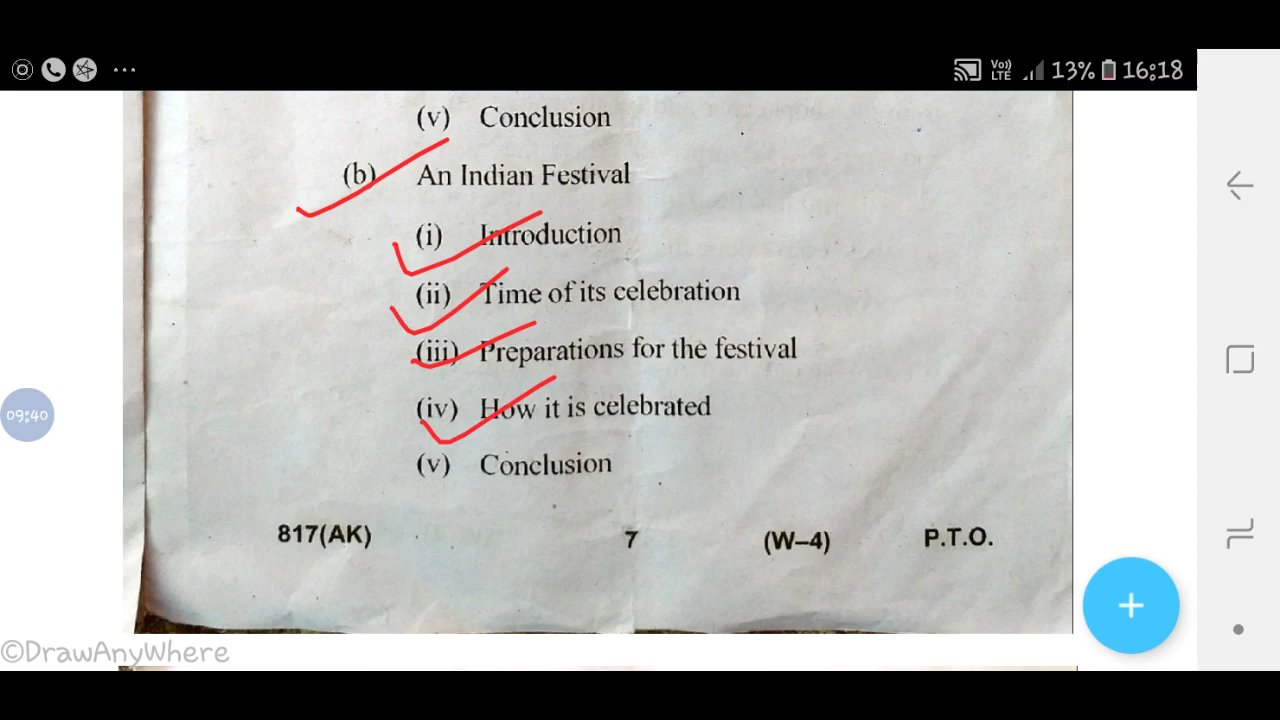 Vo)) LTE 13% 16:18
(v) Conclusion
(b) An Indian Festival
(i) Introduction
(ii) Time of its celebration
(iii) Preparations for the festival
(iv) How it is celebrated
(v) Conclusion
09:40
817(AK) 7 (W–4) P.T.O.
©DrawAnyWhere